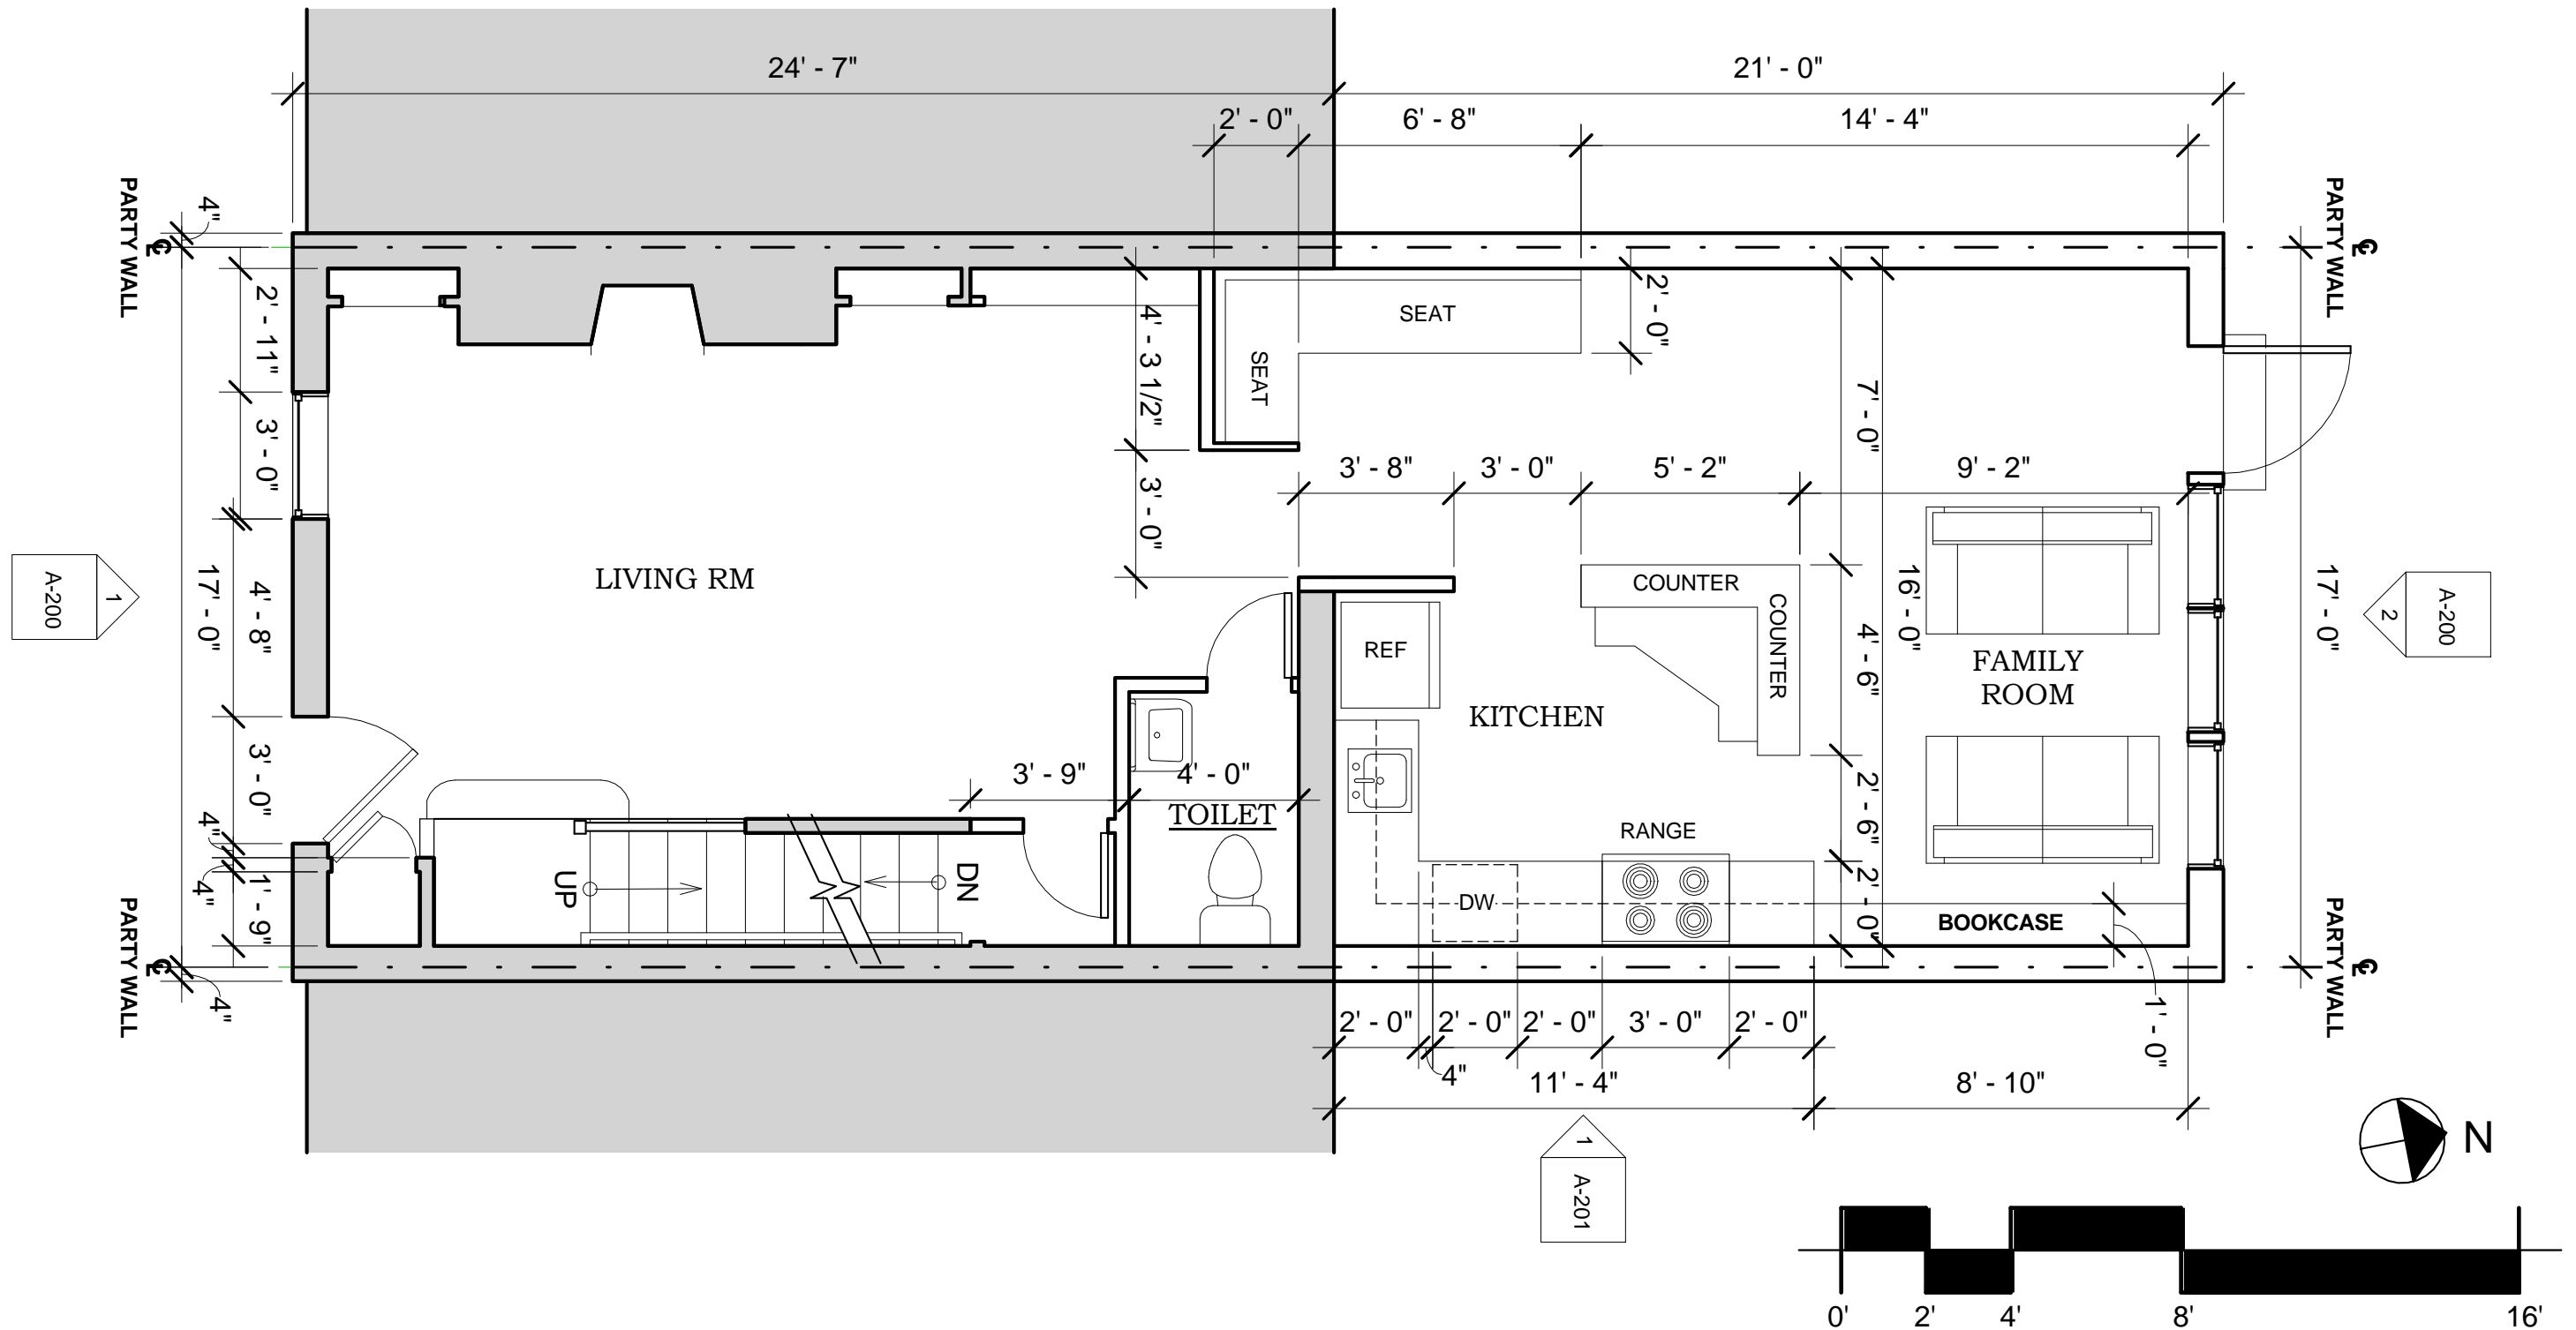 24' - 7"
21' - 0"
2' - 0"
6' - 8"
14' - 4"
PARTY WALL
4"
℄
PARTY WALL
℄
2' - 11"
3' - 0"
4' - 8"
3' - 0"
4"
4"
1' - 9"
17' - 0"
PARTY WALL
℄
4"
A-200
1
SEAT
SEAT
2' - 0"
4' - 3 1/2"
3' - 0"
3' - 8"
3' - 0"
5' - 2"
9' - 2"
7' - 0"
16' - 0"
4' - 6"
2' - 6"
2' - 0"
17' - 0"
A-200
2
LIVING RM
COUNTER
COUNTER
REF
KITCHEN
FAMILY
ROOM
3' - 9"
4' - 0"
TOILET
RANGE
UP
DN
DW
BOOKCASE
1' - 0"
PARTY WALL
℄
2' - 0"
4"
2' - 0"
2' - 0"
3' - 0"
2' - 0"
11' - 4"
8' - 10"
1
A-201
N
0'
2'
4'
8'
16'